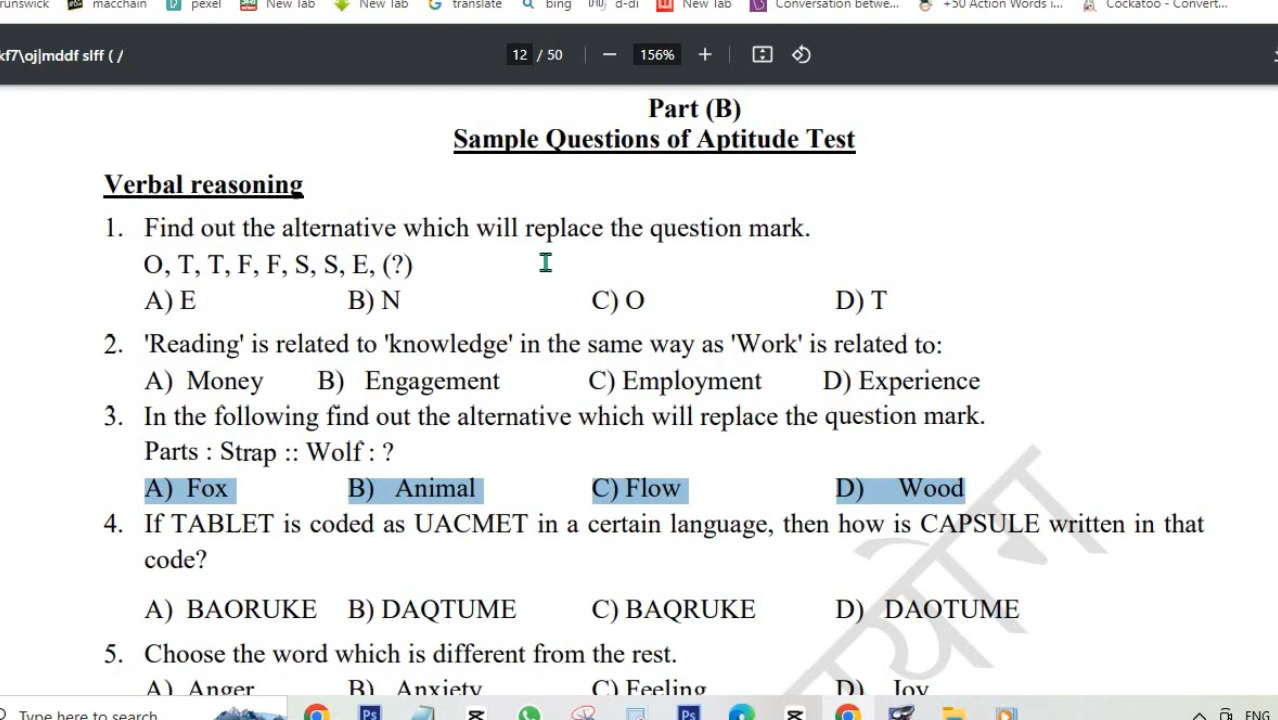 runswick macchain pexel New Tab New Tab translate bing d-di New Tab Conversation betwe... +50 Action Words i... Cockatoo - Convert...
kf7\oj|mddf slff ( / 12 / 50 — 156% +
Part (B)
Sample Questions of Aptitude Test
Verbal reasoning
1. Find out the alternative which will replace the question mark.
O, T, T, F, F, S, S, E, (?)
A) E B) N C) O D) T
2. 'Reading' is related to 'knowledge' in the same way as 'Work' is related to:
A) Money B) Engagement C) Employment D) Experience
3. In the following find out the alternative which will replace the question mark.
Parts : Strap :: Wolf : ?
A) Fox B) Animal C) Flow D) Wood
4. If TABLET is coded as UACMET in a certain language, then how is CAPSULE written in that
code?
A) BAORUKE B) DAQTUME C) BAQRUKE D) DAOTUME
5. Choose the word which is different from the rest.
A) Anger B) Anxiety C) Feeling D) Joy
Type here to search ENG